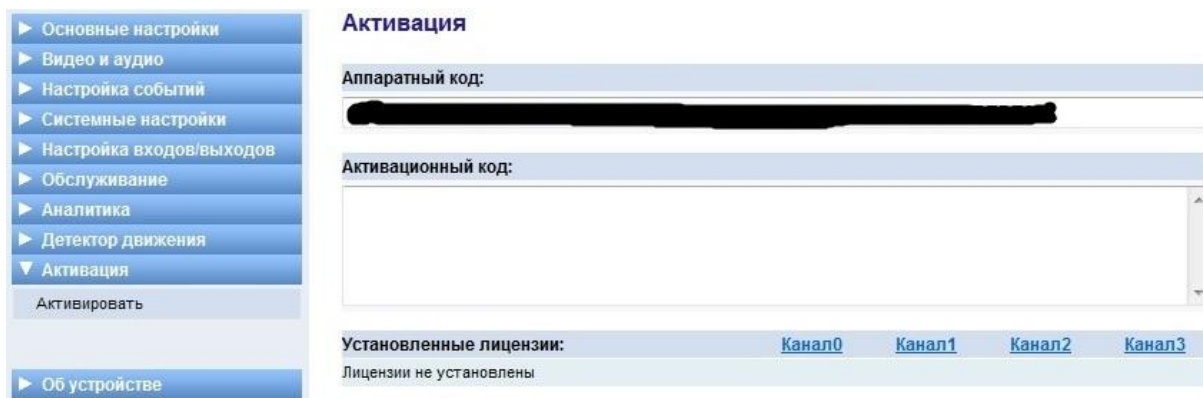 Основные настройки
Видео и аудио
Настройка событий
Системные настройки
Настройка входов/выходов
Обслуживание
Аналитика
Детектор движения
Активация
Активировать
Об устройстве
Активация
Аппаратный код:
Активационный код:
Установленные лицензии: Канал0 Канал1 Канал2 Канал3
Лицензии не установлены